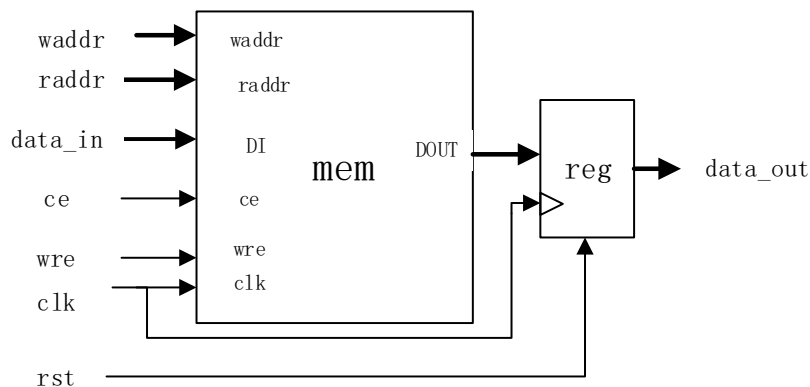 waddr
waddr
raddr
raddr
data_in
DI
DOUT
mem
reg
data_out
ce
ce
wre
wre
clk
clk
rst